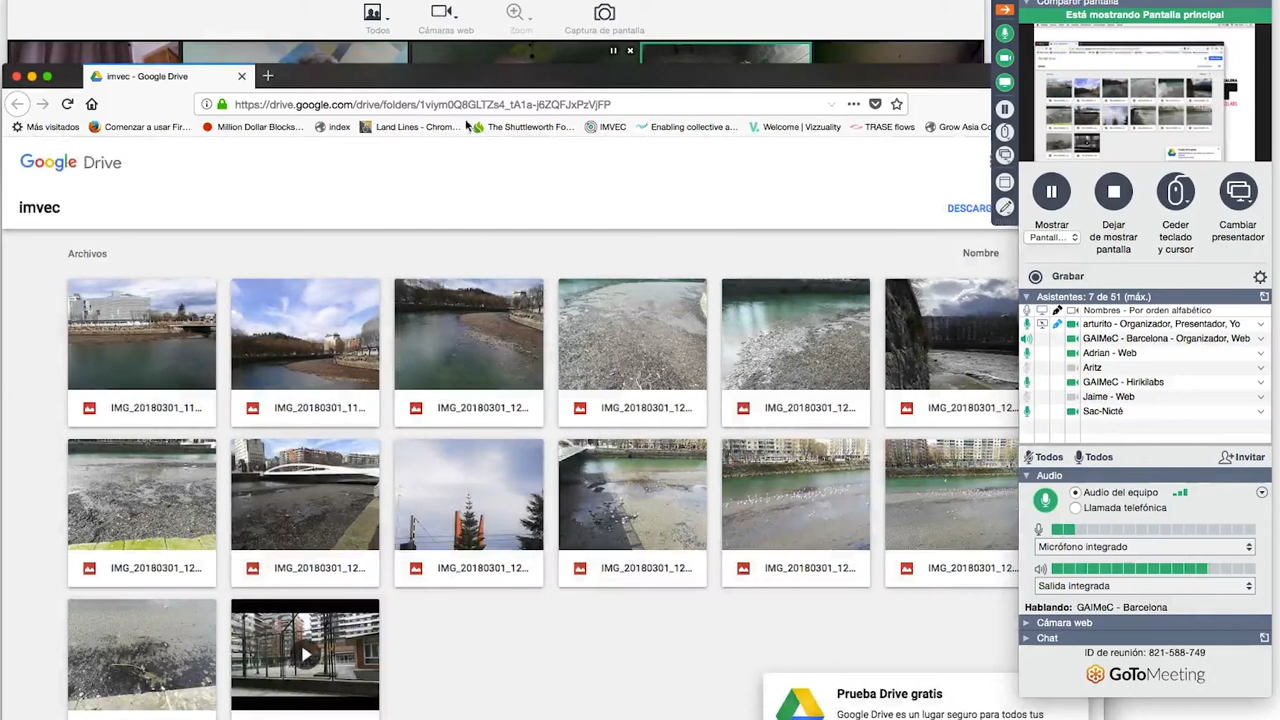 Compartir pantalla
Está mostrando Pantalla principal
Todos
Cámaras web
Zoom
Captura de pantalla
imvec - Google Drive
https://drive.google.com/drive/folders/1viym0Q8GLTZs4_tA1a-j6ZQFJxPzVjFP
Más visitados
Comenzar a usar Fir...
Million Dollar Blocks...
index
Land Lines - Chrom...
The Shuttleworth Fo...
IMVEC
Enabling collective a...
Welcome | Vizzuality
TRASE flows
Grow Asia Co
Google Drive
imvec
DESCARG
Archivos
Nombre
IMG_20180301_11...
IMG_20180301_11...
IMG_20180301_12...
IMG_20180301_12...
IMG_20180301_12...
IMG_20180301_12...
IMG_20180301_12...
IMG_20180301_12...
IMG_20180301_12...
IMG_20180301_12...
IMG_20180301_12...
IMG_20180301_12...
Prueba Drive gratis
Google Drive es un lugar seguro para todos tus
Mostrar
Pantall...
Dejar
de mostrar
pantalla
Ceder
teclado
y cursor
Cambiar
presentador
Grabar
Asistentes: 7 de 51 (máx.)
Nombres - Por orden alfabético
arturito - Organizador, Presentador, Yo
GAIMeC - Barcelona - Organizador, Web
Adrian - Web
Aritz
GAIMeC - Hirikilabs
Jaime - Web
Sac-Nicté
Todos
Todos
Invitar
Audio
Audio del equipo
Llamada telefónica
Micrófono integrado
Salida integrada
Hablando: GAIMeC - Barcelona
Cámara web
Chat
ID de reunión: 821-588-749
GoToMeeting